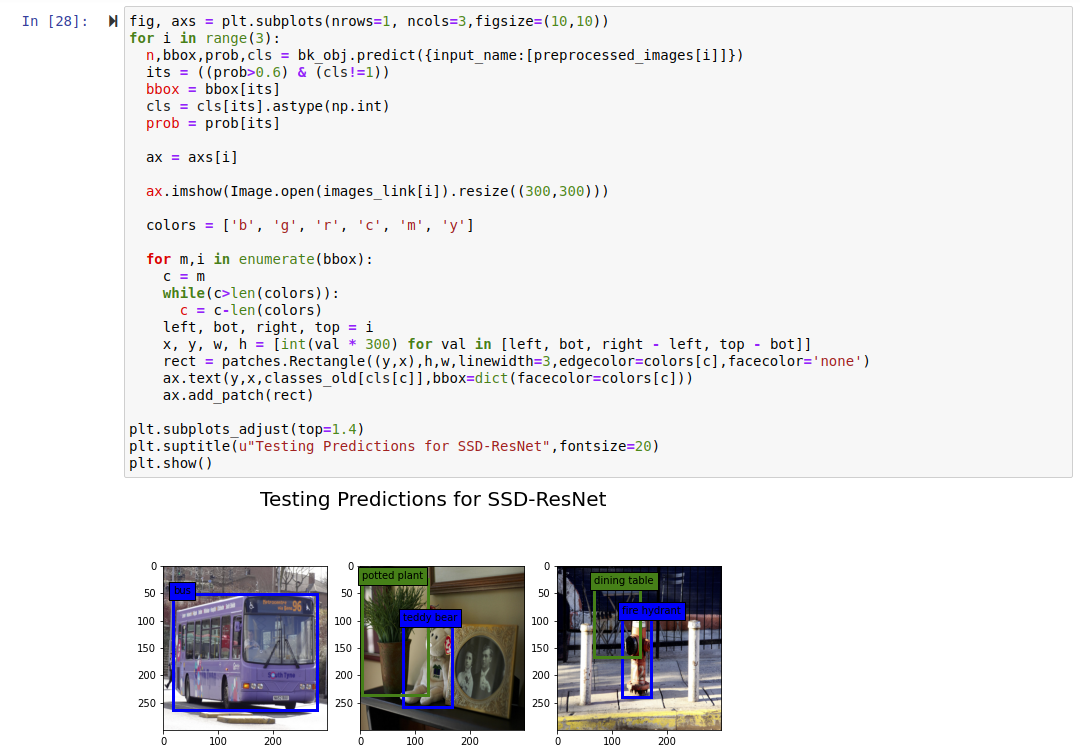 In [28]:
fig, axs = plt.subplots(nrows=1, ncols=3,figsize=(10,10))
for i in range(3):
  n,bbox,prob,cls = bk_obj.predict({input_name:[preprocessed_images[i]]})
  its = ((prob>0.6) & (cls!=1))
  bbox = bbox[its]
  cls = cls[its].astype(np.int)
  prob = prob[its]
  ax = axs[i]
  ax.imshow(Image.open(images_link[i]).resize((300,300)))
  colors = ['b', 'g', 'r', 'c', 'm', 'y']
  for m,i in enumerate(bbox):
    c = m
    while(c>len(colors)):
      c = c-len(colors)
    left, bot, right, top = i
    x, y, w, h = [int(val * 300) for val in [left, bot, right - left, top - bot]]
    rect = patches.Rectangle((y,x),h,w,linewidth=3,edgecolor=colors[c],facecolor='none')
    ax.text(y,x,classes_old[cls[c]],bbox=dict(facecolor=colors[c]))
    ax.add_patch(rect)
plt.subplots_adjust(top=1.4)
plt.suptitle(u"Testing Predictions for SSD-ResNet",fontsize=20)
plt.show()
Testing Predictions for SSD-ResNet
0
50
100
150
200
250
0 100 200
bus
96
0
50
100
150
200
250
0 100 200
potted plant
teddy bear
0
50
100
150
200
250
0 100 200
dining table
fire hydrant